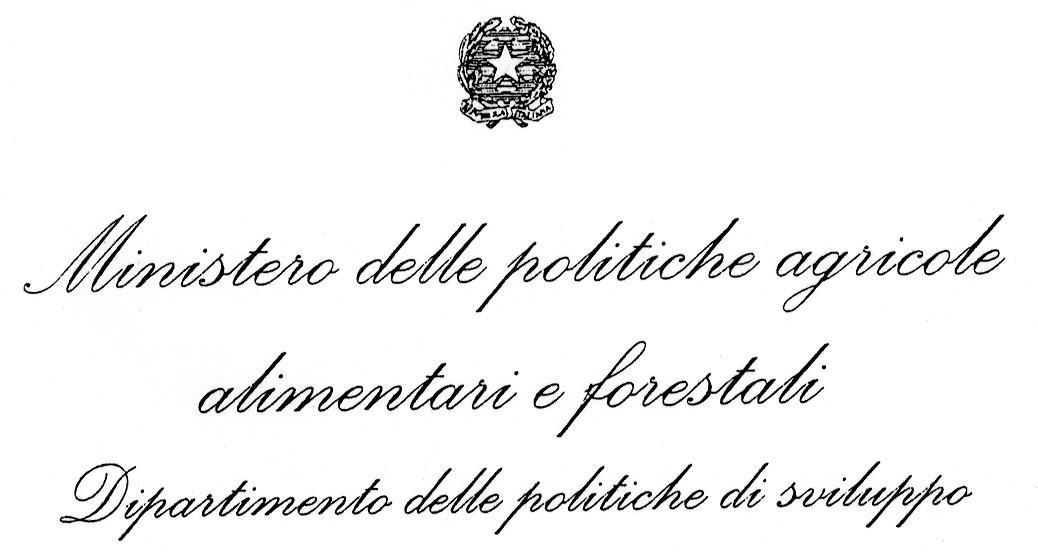 Ministero delle politiche agricole
alimentari e forestali
Dipartimento delle politiche di sviluppo